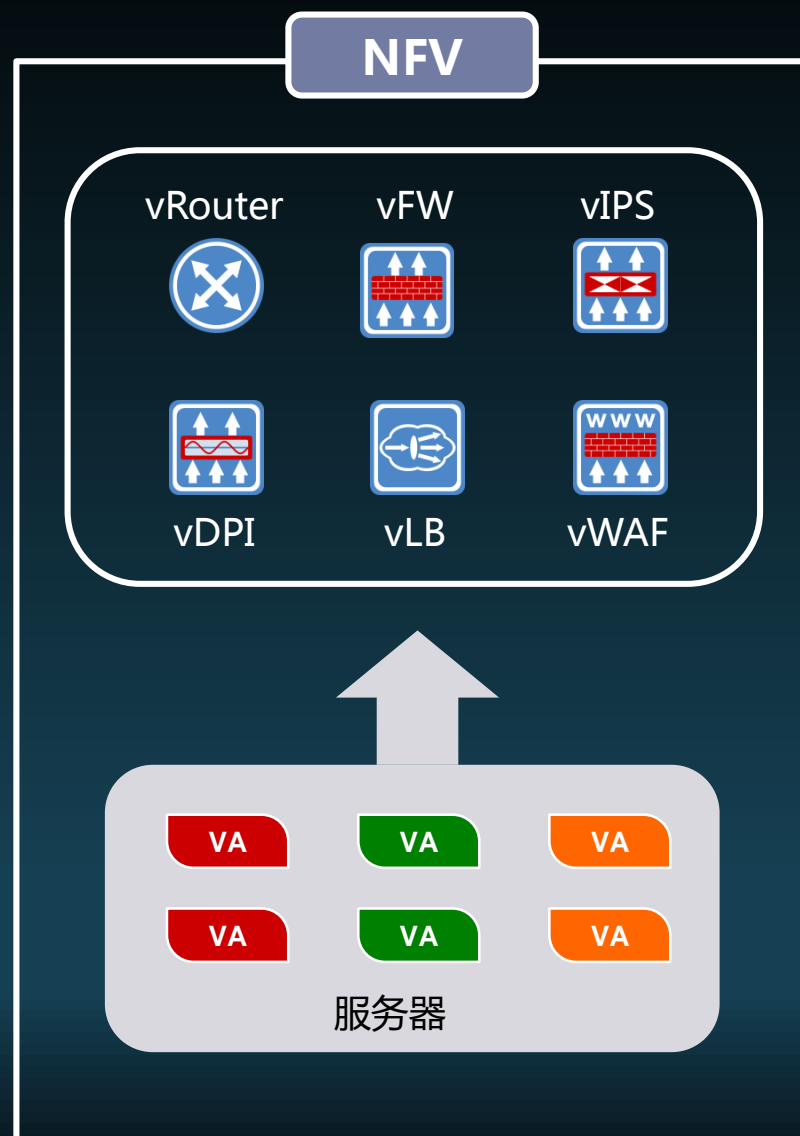 NFV
vRouter vFW vIPS
WWW
vDPI vLB vWAF
VA VA VA
VA VA VA
服务器